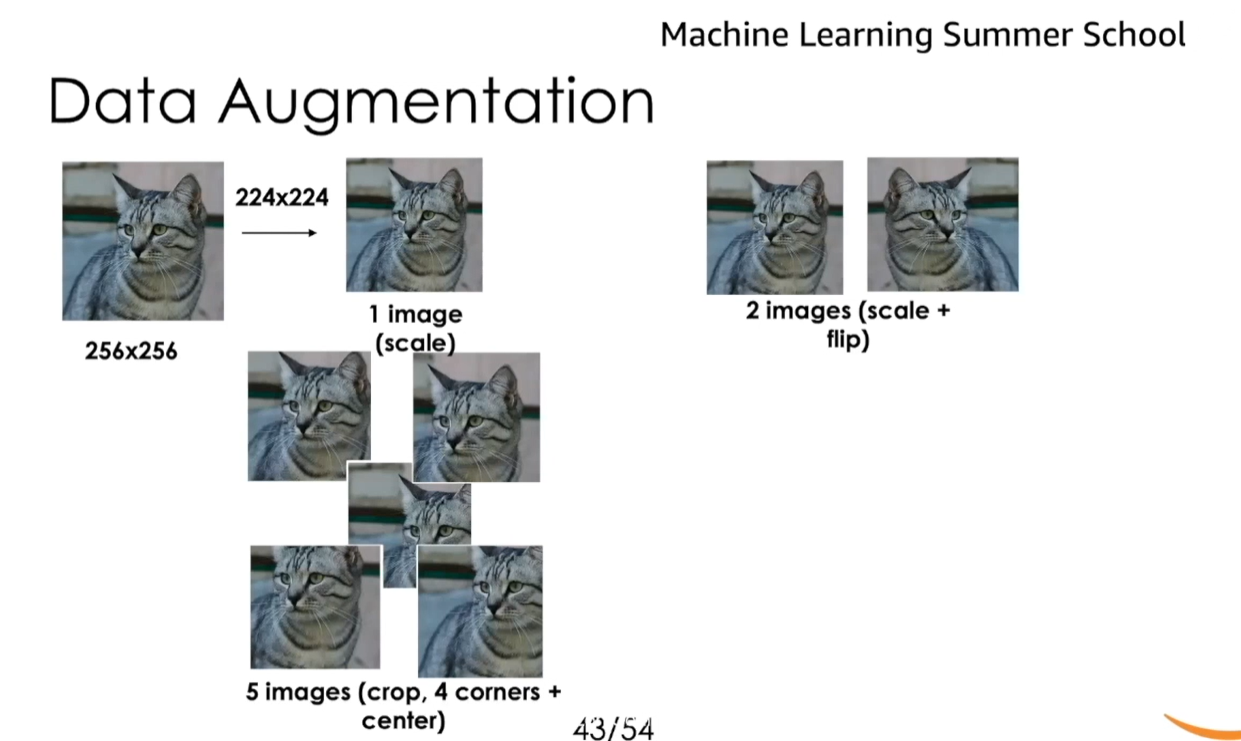 Machine Learning Summer School
Data Augmentation
224x224
256x256
1 image
(scale)
2 images (scale +
flip)
5 images (crop, 4 corners +
center)
43/54